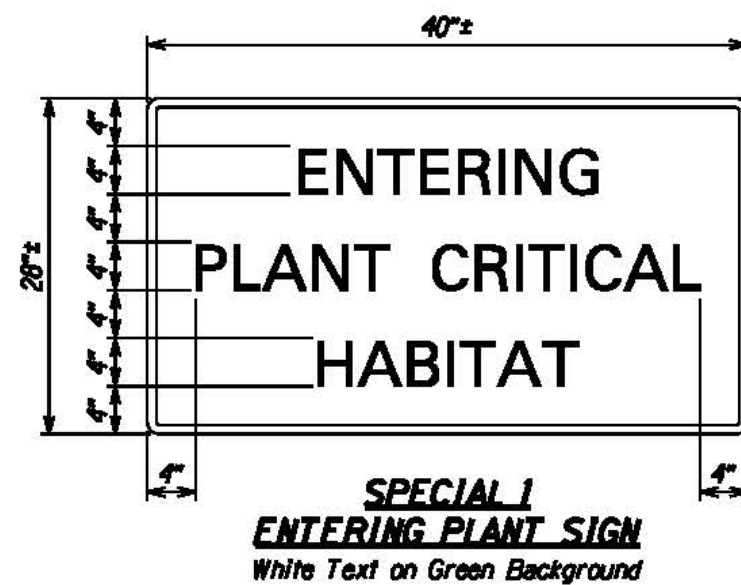 40"±
4"
4"
ENTERING
4"
28"±
4"
PLANT CRITICAL
4"
4"
HABITAT
4"
4"
4"
SPECIAL 1
ENTERING PLANT SIGN
White Text on Green Background